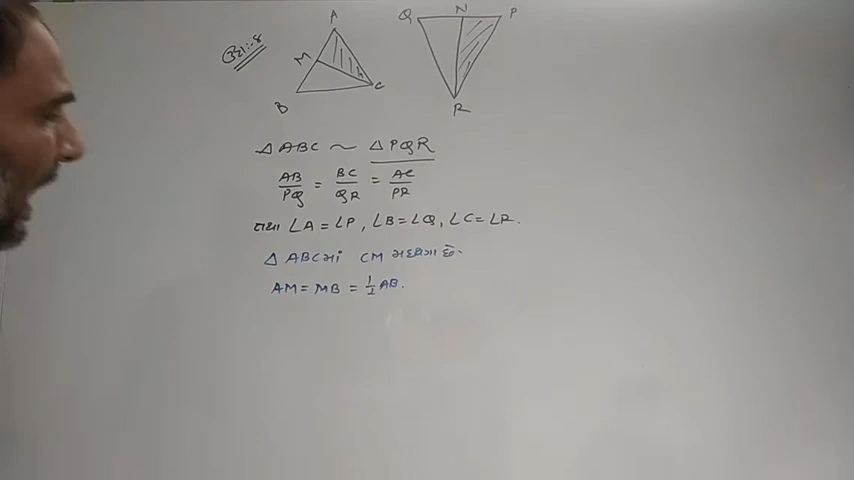 ઉદા.:-8
A
M
B
C
Q N P
R
△ABC ~ △PQR
AB/PQ = BC/QR = AC/PR
તથા ∠A = ∠P, ∠B = ∠Q, ∠C = ∠R.
△ ABCમાં CM મધ્યગા છે.
AM = MB = 1/2 AB.